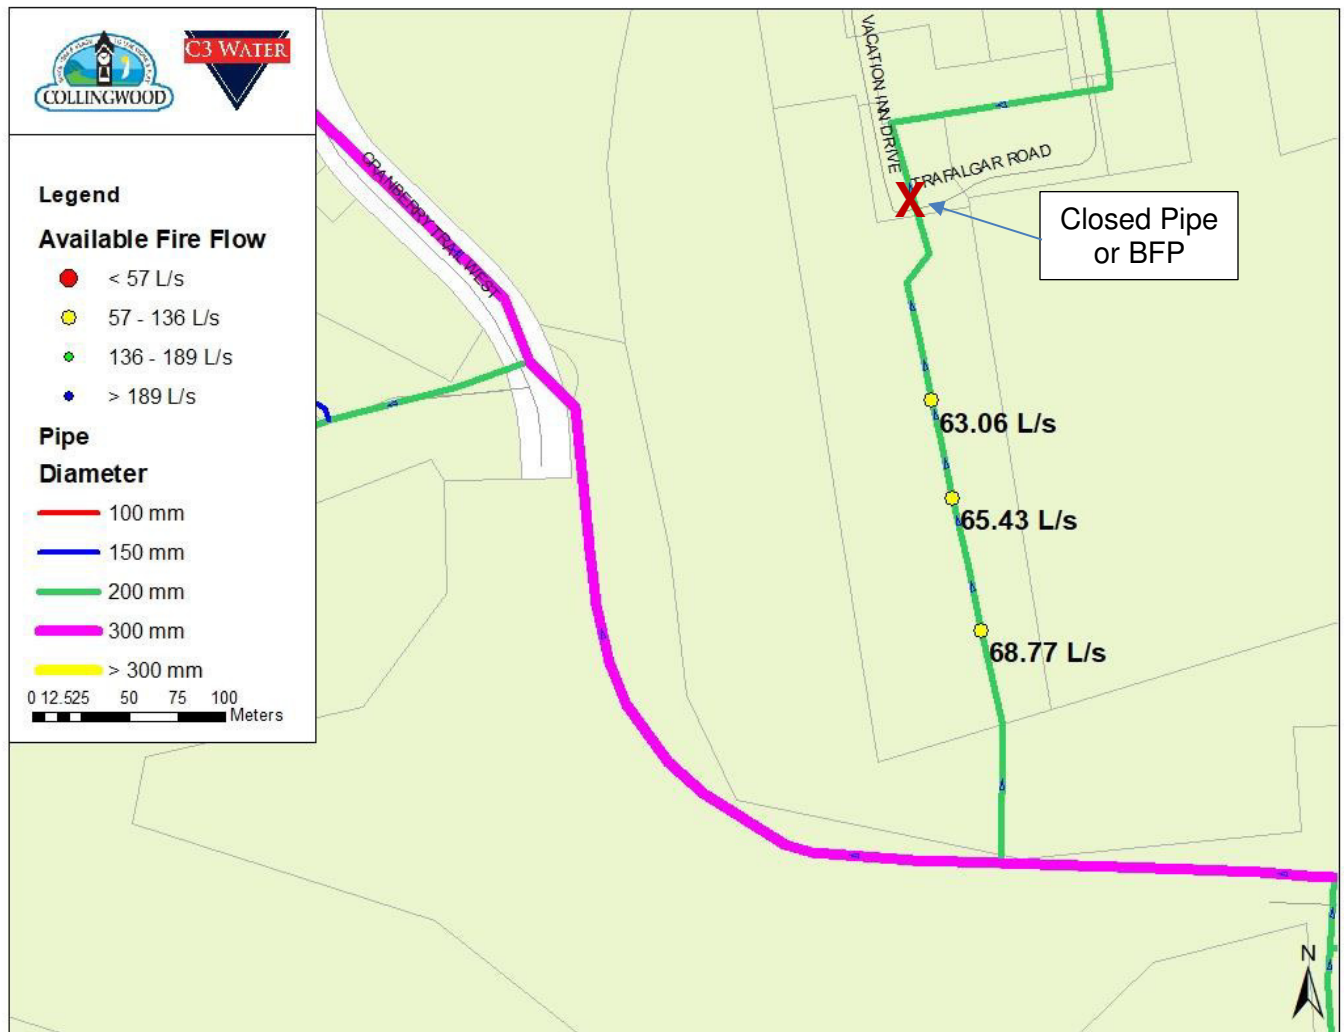 COLLINGWOOD
C3 WATER
Legend
Available Fire Flow
< 57 L/s
57 - 136 L/s
136 - 189 L/s
> 189 L/s
Pipe
Diameter
100 mm
150 mm
200 mm
300 mm
> 300 mm
0 12.525 50 75 100
Meters
CRANBERRY TRAIL WEST
VACATION INN DRIVE
TRAFALGAR ROAD
X
Closed Pipe
or BFP
63.06 L/s
65.43 L/s
68.77 L/s
N